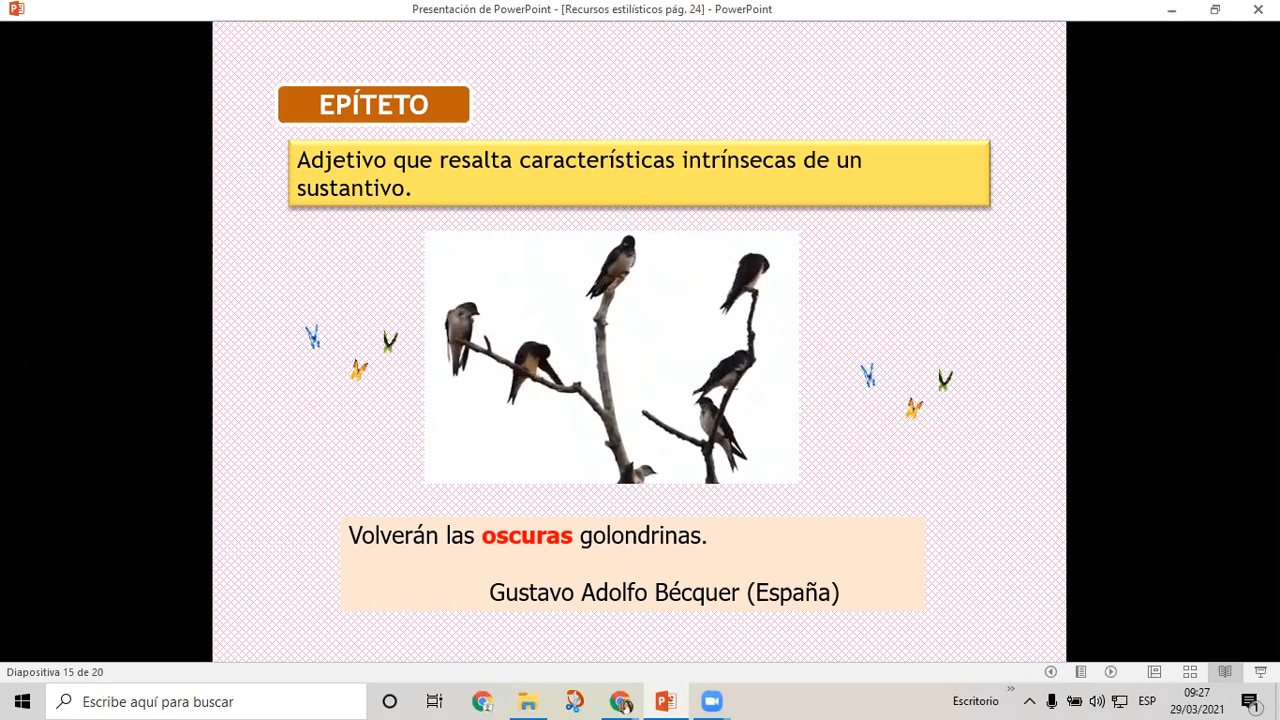 Presentación de PowerPoint - [Recursos estilísticos pág. 24] - PowerPoint
EPÍTETO
Adjetivo que resalta características intrínsecas de un
sustantivo.
Volverán las oscuras golondrinas.
Gustavo Adolfo Bécquer (España)
Diapositiva 15 de 20
Escribe aquí para buscar
Escritorio
ESP
09:27
29/03/2021